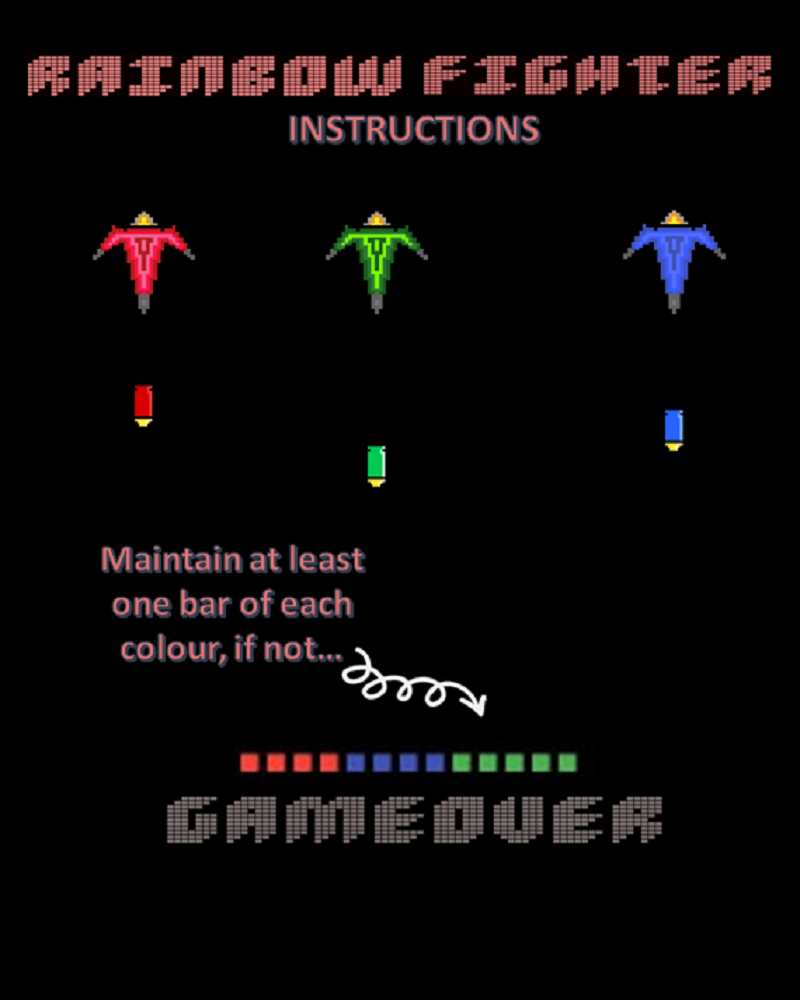 RAINBOW FIGHTER
INSTRUCTIONS
Maintain at least
one bar of each
colour, if not...
GAMEOVER